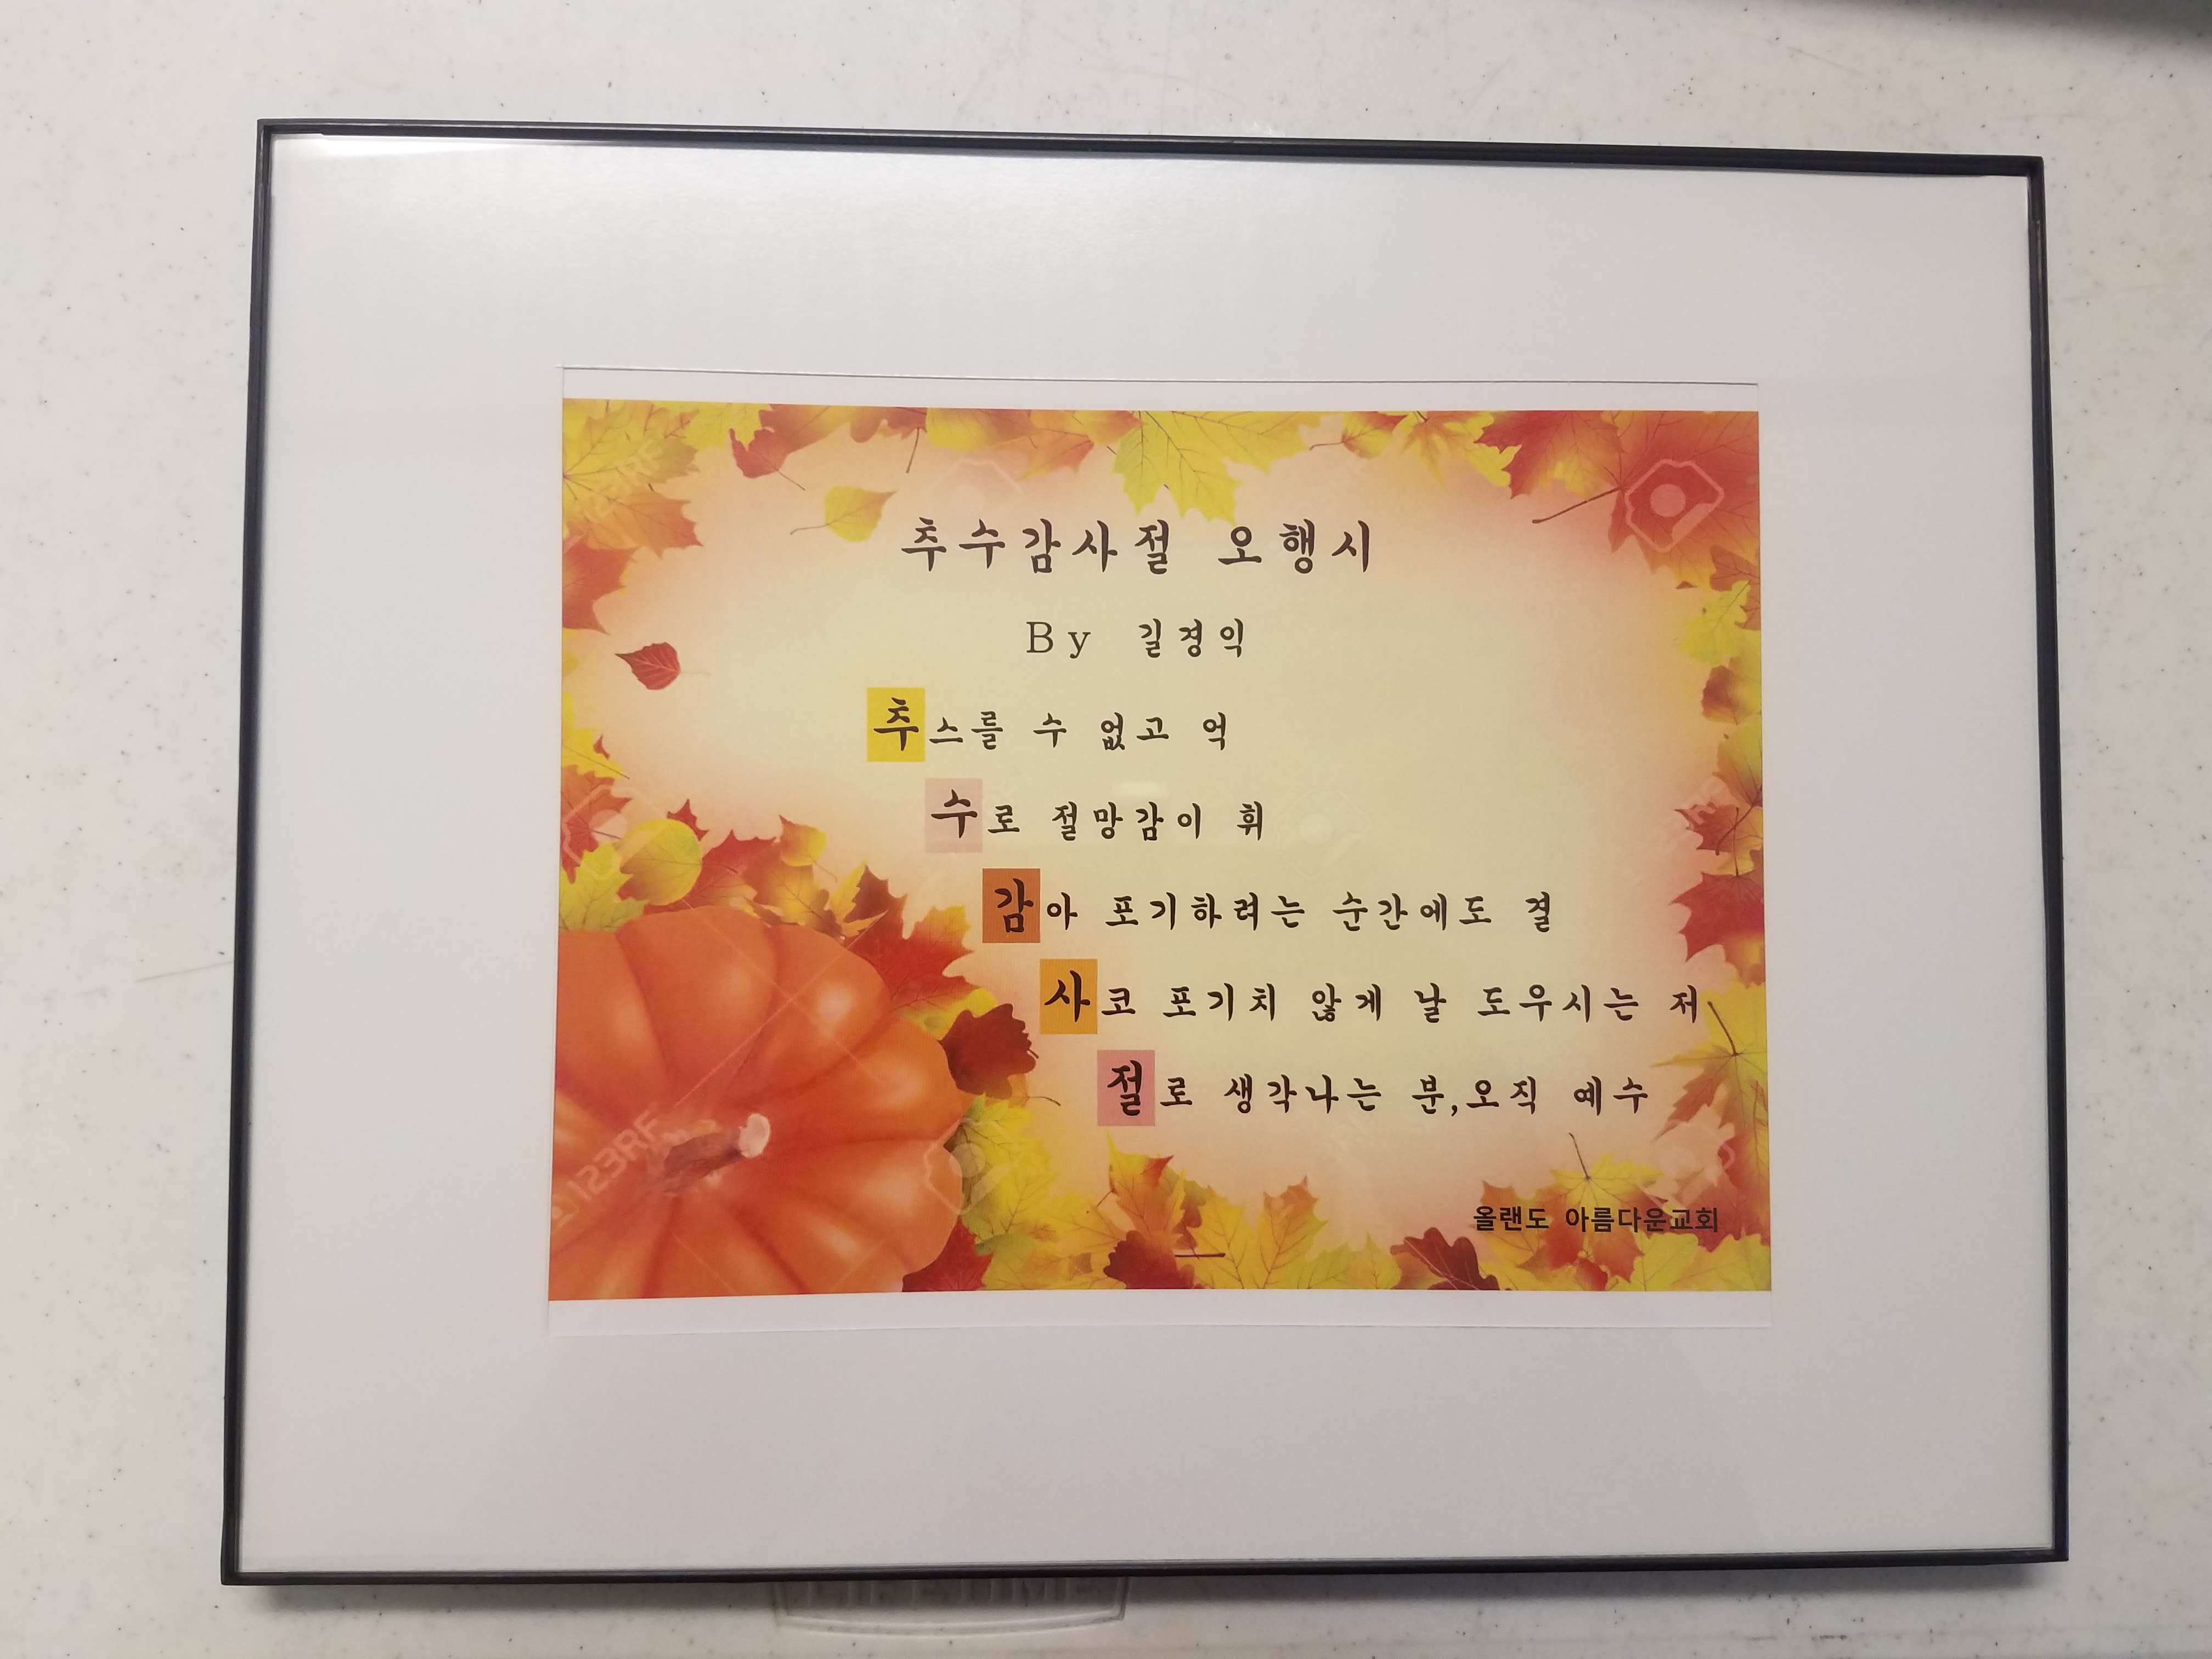 추수감사절 오행시
By 길경익
추스를 수 없고 억
수로 절망감이 휘
감아 포기하려는 순간에도 결
사코 포기치 않게 날 도우시는 저
절로 생각나는 분,오직 예수
올랜도 아름다운교회
123RF
LIFETIME